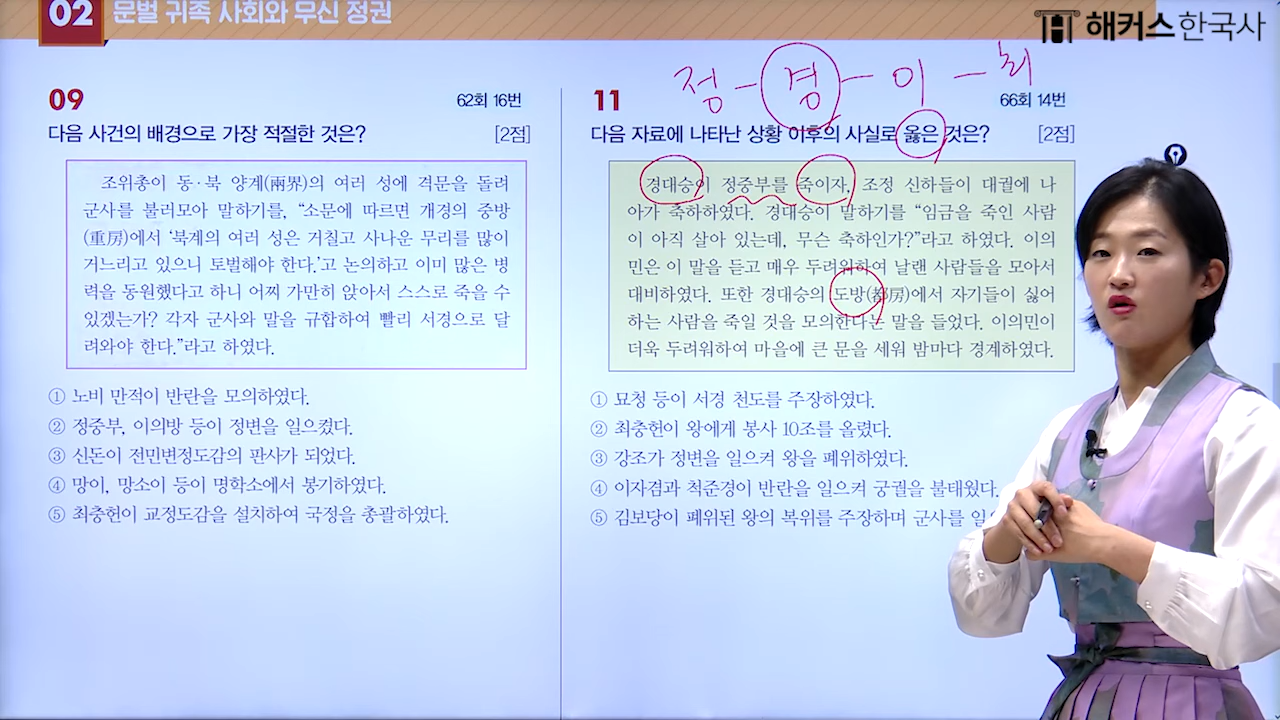 02 문벌 귀족 사회와 무신 정권
해커스한국사
정 - 경 - 이 - 최
09
62회 16번
다음 사건의 배경으로 가장 적절한 것은? [2점]
조위총이 동·북 양계(兩界)의 여러 성에 격문을 돌려
군사를 불러모아 말하기를, “소문에 따르면 개경의 중방
(重房)에서 ‘북계의 여러 성은 거칠고 사나운 무리를 많이
거느리고 있으니 토벌해야 한다.’고 논의하고 이미 많은 병
력을 동원했다고 하니 어찌 가만히 앉아서 스스로 죽을 수
있겠는가? 각자 군사와 말을 규합하여 빨리 서경으로 달
려와야 한다.”라고 하였다.
① 노비 만적이 반란을 모의하였다.
② 정중부, 이의방 등이 정변을 일으켰다.
③ 신돈이 전민변정도감의 판사가 되었다.
④ 망이, 망소이 등이 명학소에서 봉기하였다.
⑤ 최충헌이 교정도감을 설치하여 국정을 총괄하였다.
11
66회 14번
다음 자료에 나타난 상황 이후의 사실로 옳은 것은? [2점]
경대승이 정중부를 죽이자, 조정 신하들이 대궐에 나
아가 축하하였다. 경대승이 말하기를 “임금을 죽인 사람
이 아직 살아 있는데, 무슨 축하인가?”라고 하였다. 이의
민은 이 말을 듣고 매우 두려워하여 날랜 사람들을 모아서
대비하였다. 또한 경대승의 도방(都房)에서 자기들이 싫어
하는 사람을 죽일 것을 모의한다는 말을 들었다. 이의민이
더욱 두려워하여 마을에 큰 문을 세워 밤마다 경계하였다.
① 묘청 등이 서경 천도를 주장하였다.
② 최충헌이 왕에게 봉사 10조를 올렸다.
③ 강조가 정변을 일으켜 왕을 폐위하였다.
④ 이자겸과 척준경이 반란을 일으켜 궁궐을 불태웠다.
⑤ 김보당이 폐위된 왕의 복위를 주장하며 군사를